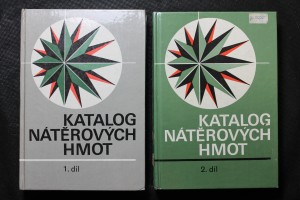 KATALOG
NÁTĚROVÝCH
HMOT
1. díl
KATALOG
NÁTĚROVÝCH
HMOT
2. díl